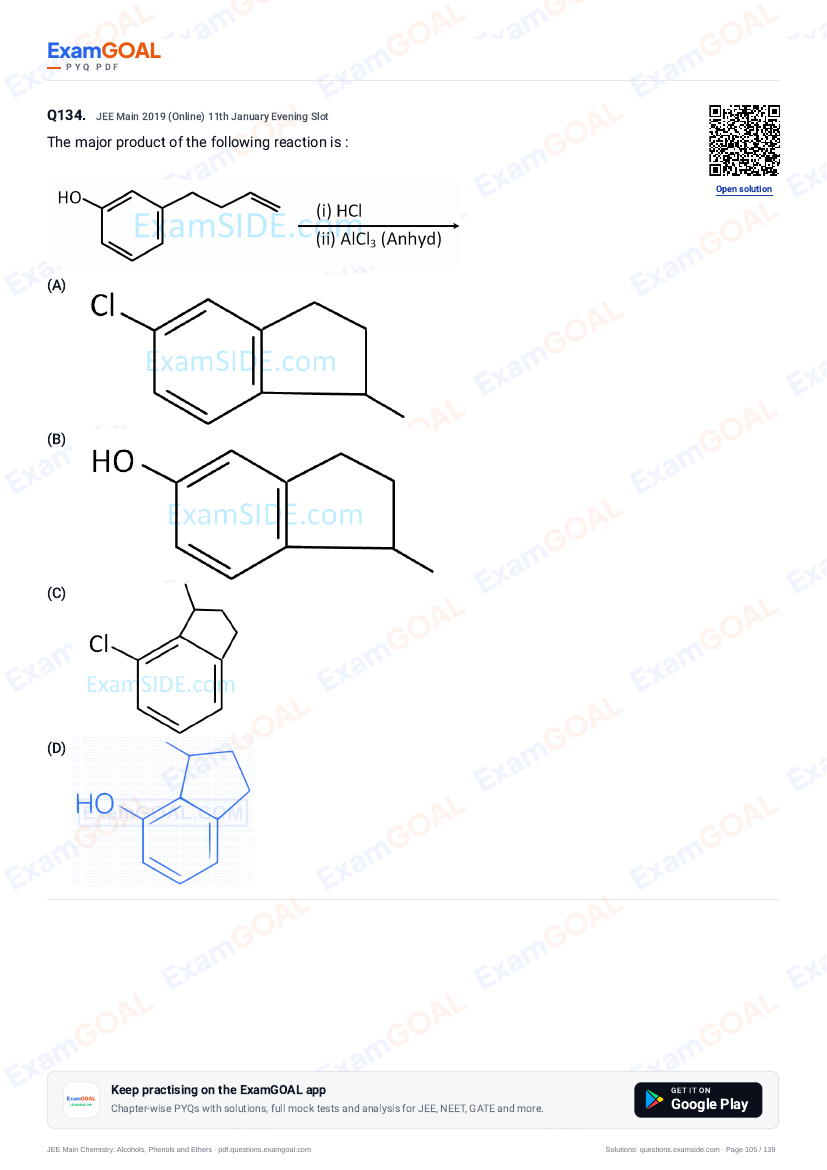 ExamGOAL
PYQ PDF
Q134. JEE Main 2019 (Online) 11th January Evening Slot
The major product of the following reaction is :
Open solution
HO
(i) HCl
(ii) AlCl₃ (Anhyd)
ExamSIDE.com
(A)
Cl
ExamSIDE.com
(B)
HO
ExamSIDE.com
(C)
Cl
ExamSIDE.com
(D)
HO
EXAMGOAL.COM
Keep practising on the ExamGOAL app
Chapter-wise PYQs with solutions, full mock tests and analysis for JEE, NEET, GATE and more.
GET IT ON
Google Play
JEE Main Chemistry: Alcohols, Phenols and Ethers · pdf.questions.examgoal.com
Solutions: questions.examside.com · Page 105 / 139